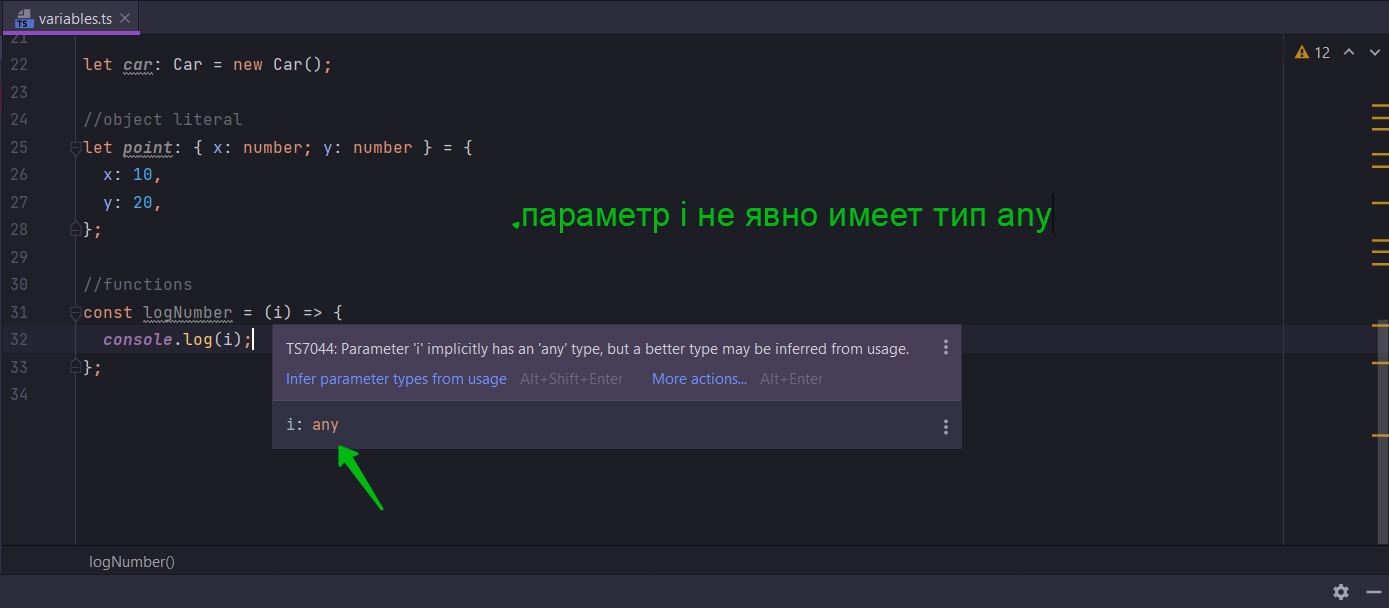 TS variables.ts
12
21
22 let car: Car = new Car();
23
24 //object literal
25 let point: { x: number; y: number } = {
26 x: 10,
27 y: 20,
.параметр i не явно имеет тип any
28 };
29
30 //functions
31 const logNumber = (i) => {
32 console.log(i);
TS7044: Parameter 'i' implicitly has an 'any' type, but a better type may be inferred from usage.
33 };
Infer parameter types from usage Alt+Shift+Enter More actions... Alt+Enter
34
i: any
logNumber()